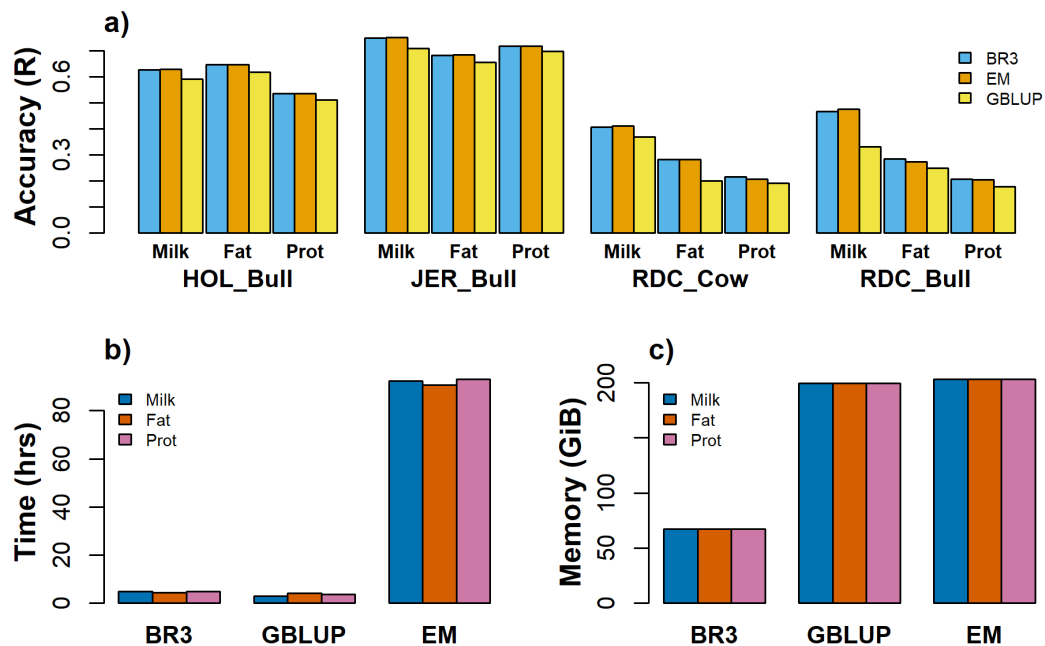 a)
Accuracy (R)
0.0 0.3 0.6
BR3
EM
GBLUP
Milk Fat Prot Milk Fat Prot Milk Fat Prot Milk Fat Prot
HOL_Bull JER_Bull RDC_Cow RDC_Bull
b)
Time (hrs)
0 20 40 60 80
Milk
Fat
Prot
BR3 GBLUP EM
c)
Memory (GiB)
0 50 100 200
Milk
Fat
Prot
BR3 GBLUP EM